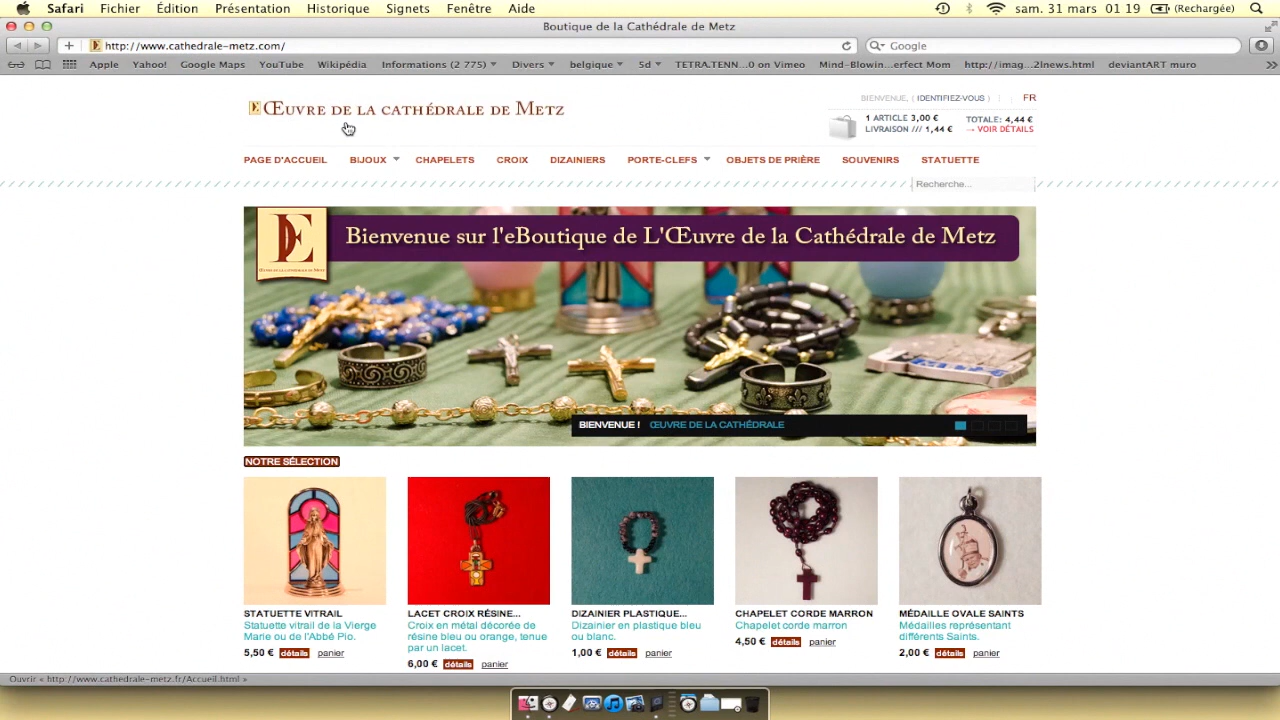 Safari Fichier Édition Présentation Historique Signets Fenêtre Aide sam. 31 mars 01 19 (Rechargée)
Boutique de la Cathédrale de Metz
http://www.cathedrale-metz.com/ Google
Apple Yahoo! Google Maps YouTube Wikipédia Informations (2 775) Divers belgique 5d TETRA.TENN...0 on Vimeo Mind-Blowin...erfect Mom http://imag...2lnews.html deviantART muro
BIENVENUE, ( IDENTIFIEZ-VOUS ) FR
Œuvre de la cathédrale de Metz
1 ARTICLE 3,00 € TOTALE: 4,44 €
LIVRAISON /// 1,44 € → VOIR DÉTAILS
PAGE D'ACCUEIL BIJOUX CHAPELETS CROIX DIZAINIERS PORTE-CLEFS OBJETS DE PRIÈRE SOUVENIRS STATUETTE
Recherche...
Bienvenue sur l'eBoutique de L'Œuvre de la Cathédrale de Metz
BIENVENUE ! ŒUVRE DE LA CATHÉDRALE
NOTRE SÉLECTION
STATUETTE VITRAIL
Statuette vitrail de la Vierge
Marie ou de l'Abbé Pio.
5,50 € détails panier
LACET CROIX RÉSINE...
Croix en métal décorée de
résine bleu ou orange, tenue
par un lacet.
6,00 € détails panier
DIZAINIER PLASTIQUE...
Dizainier en plastique bleu
ou blanc.
1,00 € détails panier
CHAPELET CORDE MARRON
Chapelet corde marron
4,50 € détails panier
MÉDAILLE OVALE SAINTS
Médailles représentant
différents Saints.
2,00 € détails panier
Ouvrir « http://www.cathedrale-metz.fr/Accueil.html »